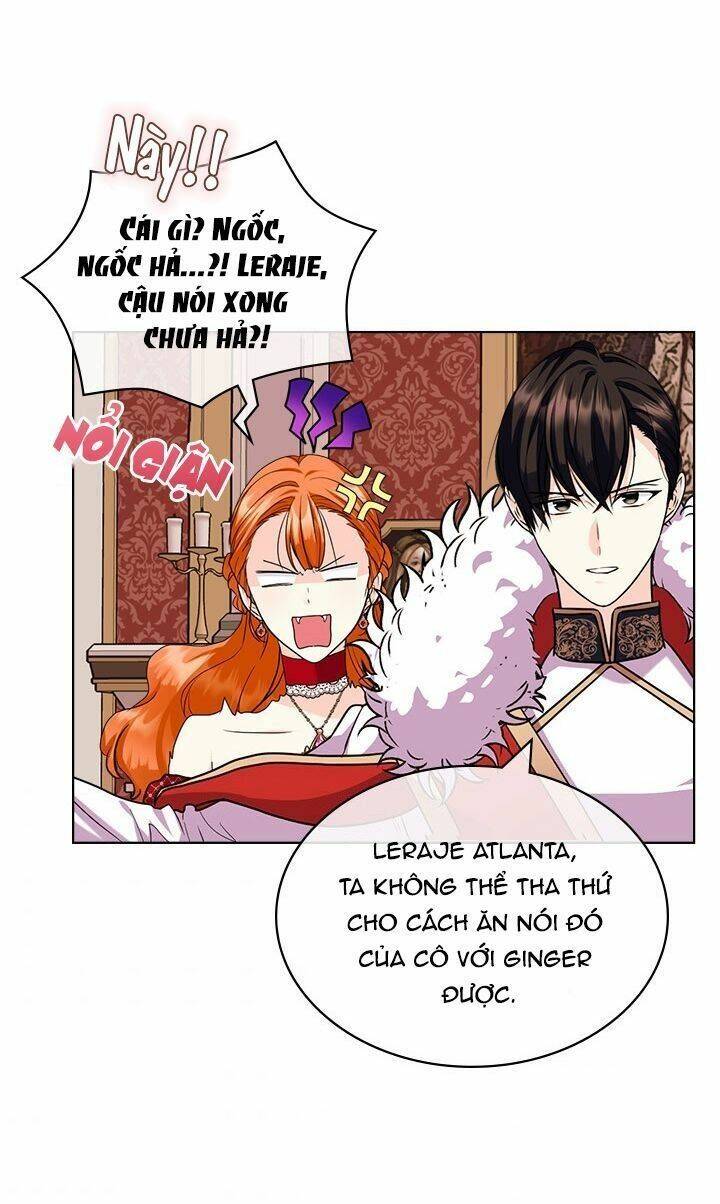 Này!!
Cái gì? Ngốc,
ngốc hả...?! Leraje,
cậu nói xong
chưa hả?!
NỔI GIẬN
LERAJE ATLANTA,
TA KHÔNG THỂ THA THỨ
CHO CÁCH ĂN NÓI ĐÓ
CỦA CÔ VỚI GINGER
ĐƯỢC.